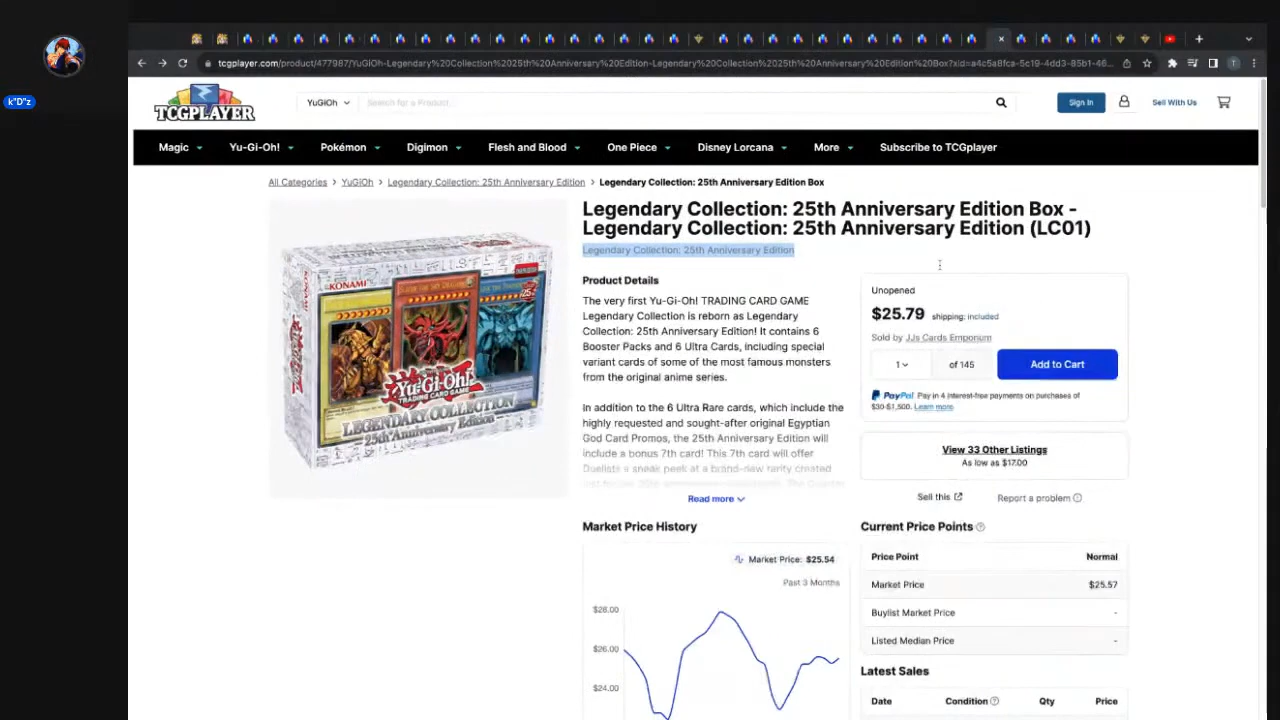 k"D"z
tcgplayer.com/product/477987/YuGiOh-Legendary%20Collection%2025th%20Anniversary%20Edition-Legendary%20Collection%2025th%20Anniversary%20Edition%20Box?xid=a4c5a8fca-5c19-4dd3-85b1-46...
TCGPLAYER
YuGiOh
Search for a Product...
Sign In
Sell With Us
Magic
Yu-Gi-Oh!
Pokémon
Digimon
Flesh and Blood
One Piece
Disney Lorcana
More
Subscribe to TCGplayer
All Categories > YuGiOh > Legendary Collection: 25th Anniversary Edition > Legendary Collection: 25th Anniversary Edition Box
Legendary Collection: 25th Anniversary Edition Box -
Legendary Collection: 25th Anniversary Edition (LC01)
Legendary Collection: 25th Anniversary Edition
KONAMI
Yu-Gi-Oh!
TRADING CARD GAME
LEGENDARY COLLECTION
25th Anniversary Edition
Product Details
The very first Yu-Gi-Oh! TRADING CARD GAME
Legendary Collection is reborn as Legendary
Collection: 25th Anniversary Edition! It contains 6
Booster Packs and 6 Ultra Cards, including special
variant cards of some of the most famous monsters
from the original anime series.
In addition to the 6 Ultra Rare cards, which include the
highly requested and sought-after original Egyptian
God Card Promos, the 25th Anniversary Edition will
include a bonus 7th card! This 7th card will offer
Duelists a sneak peek at a brand-new rarity created
Read more
Unopened
$25.79 shipping: included
Sold by JJs Cards Emporium
1
of 145
Add to Cart
PayPal Pay in 4 interest-free payments on purchases of
$30-$1,500. Learn more
View 33 Other Listings
As low as $17.00
Sell this
Report a problem
Market Price History
Market Price: $25.54
Past 3 Months
$28.00
$26.00
$24.00
Current Price Points
Price Point Normal
Market Price $25.57
Buylist Market Price -
Listed Median Price -
Latest Sales
Date Condition Qty Price